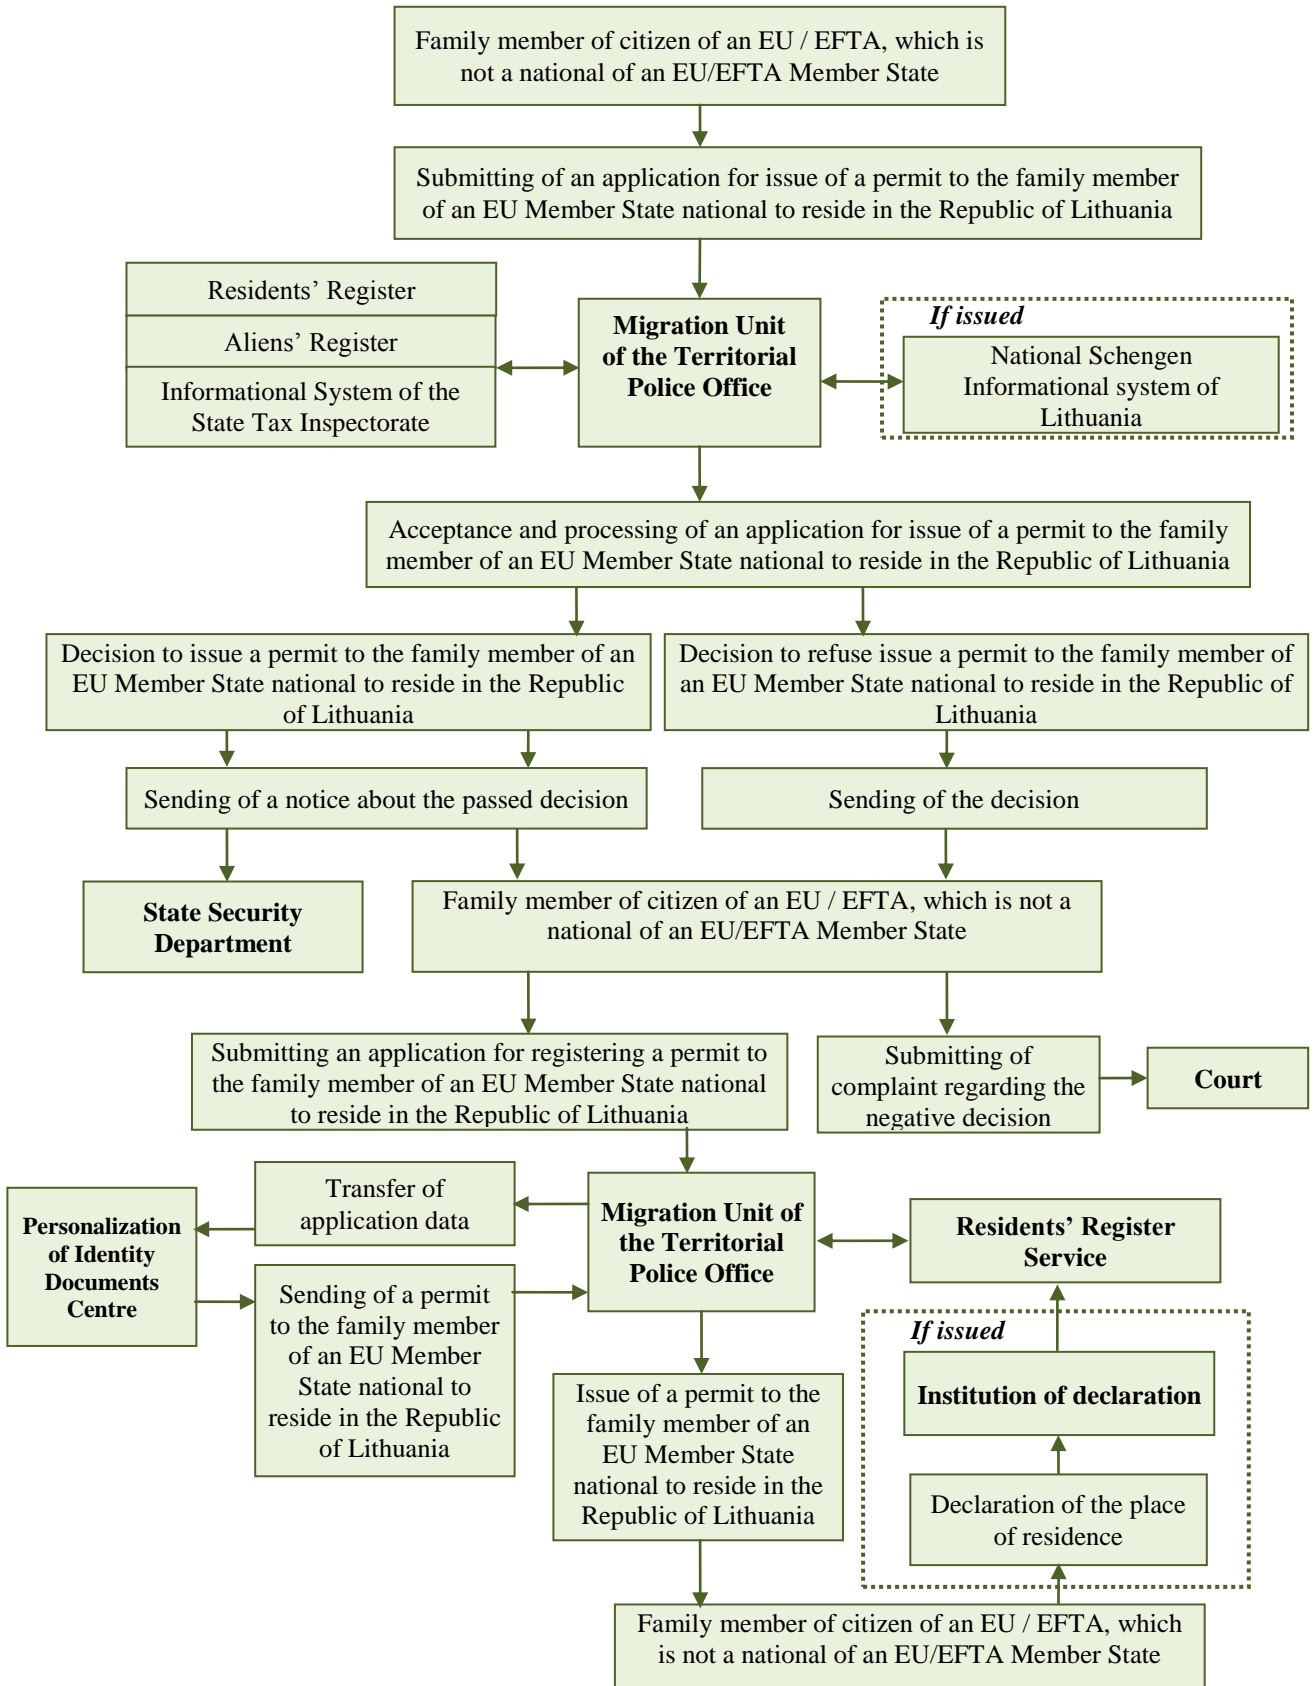 Family member of citizen of an EU / EFTA, which is
not a national of an EU/EFTA Member State
Submitting of an application for issue of a permit to the family member
of an EU Member State national to reside in the Republic of Lithuania
Residents’ Register
Aliens’ Register
Informational System of the
State Tax Inspectorate
Migration Unit
of the Territorial
Police Office
If issued
National Schengen
Informational system of
Lithuania
Acceptance and processing of an application for issue of a permit to the family
member of an EU Member State national to reside in the Republic of Lithuania
Decision to issue a permit to the family member of an
EU Member State national to reside in the Republic
of Lithuania
Decision to refuse issue a permit to the family member of
an EU Member State national to reside in the Republic of
Lithuania
Sending of a notice about the passed decision
Sending of the decision
State Security
Department
Family member of citizen of an EU / EFTA, which is not a
national of an EU/EFTA Member State
Submitting an application for registering a permit to
the family member of an EU Member State national
to reside in the Republic of Lithuania
Submitting of
complaint regarding the
negative decision
Court
Personalization
of Identity
Documents
Centre
Transfer of
application data
Sending of a permit
to the family member
of an EU Member
State national to
reside in the Republic
of Lithuania
Migration Unit of
the Territorial
Police Office
Residents’ Register
Service
If issued
Institution of declaration
Declaration of the place
of residence
Issue of a permit to the
family member of an
EU Member State
national to reside in the
Republic of Lithuania
Family member of citizen of an EU / EFTA, which
is not a national of an EU/EFTA Member State